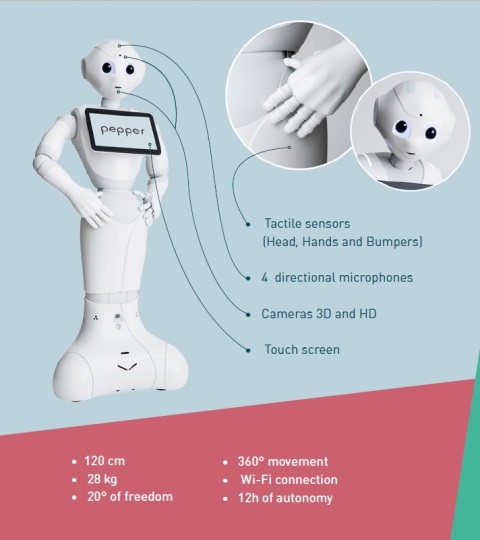 pepper
Tactile sensors
(Head, Hands and Bumpers)
4 directional microphones
Cameras 3D and HD
Touch screen
• 120 cm
• 28 kg
• 20° of freedom
• 360° movement
• Wi-Fi connection
• 12h of autonomy